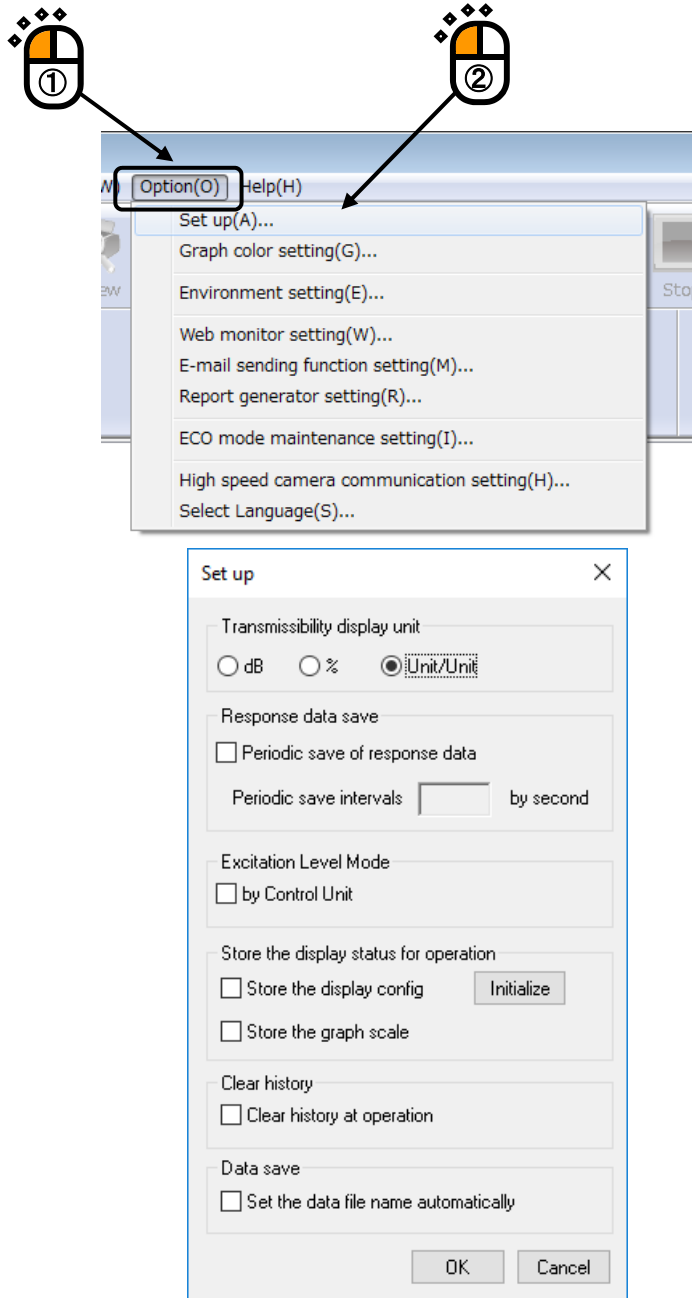 ① ②
W) Option(O) Help(H)
Set up(A)...
Graph color setting(G)...
Environment setting(E)...
Web monitor setting(W)...
E-mail sending function setting(M)...
Report generator setting(R)...
ECO mode maintenance setting(I)...
High speed camera communication setting(H)...
Select Language(S)...
ew
Sto
Set up
Transmissibility display unit
dB % Unit/Unit
Response data save
Periodic save of response data
Periodic save intervals by second
Excitation Level Mode
by Control Unit
Store the display status for operation
Store the display config Initialize
Store the graph scale
Clear history
Clear history at operation
Data save
Set the data file name automatically
OK Cancel